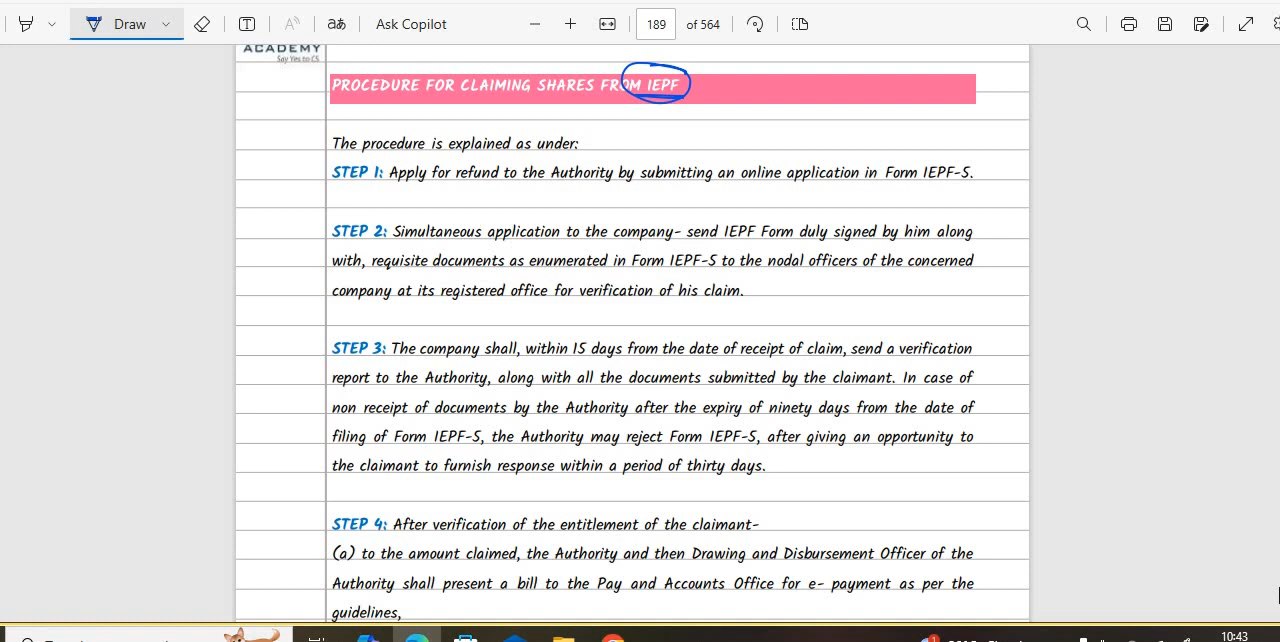 Draw
aあ
Ask Copilot
189 of 564
ACADEMY
Say Yes to CS
PROCEDURE FOR CLAIMING SHARES FROM IEPF
The procedure is explained as under:
STEP 1: Apply for refund to the Authority by submitting an online application in Form IEPF-5.
STEP 2: Simultaneous application to the company- send IEPF Form duly signed by him along
with, requisite documents as enumerated in Form IEPF-5 to the nodal officers of the concerned
company at its registered office for verification of his claim.
STEP 3: The company shall, within 15 days from the date of receipt of claim, send a verification
report to the Authority, along with all the documents submitted by the claimant. In case of
non receipt of documents by the Authority after the expiry of ninety days from the date of
filing of Form IEPF-5, the Authority may reject Form IEPF-5, after giving an opportunity to
the claimant to furnish response within a period of thirty days.
STEP 4: After verification of the entitlement of the claimant-
(a) to the amount claimed, the Authority and then Drawing and Disbursement Officer of the
Authority shall present a bill to the Pay and Accounts Office for e- payment as per the
guidelines,
10:43